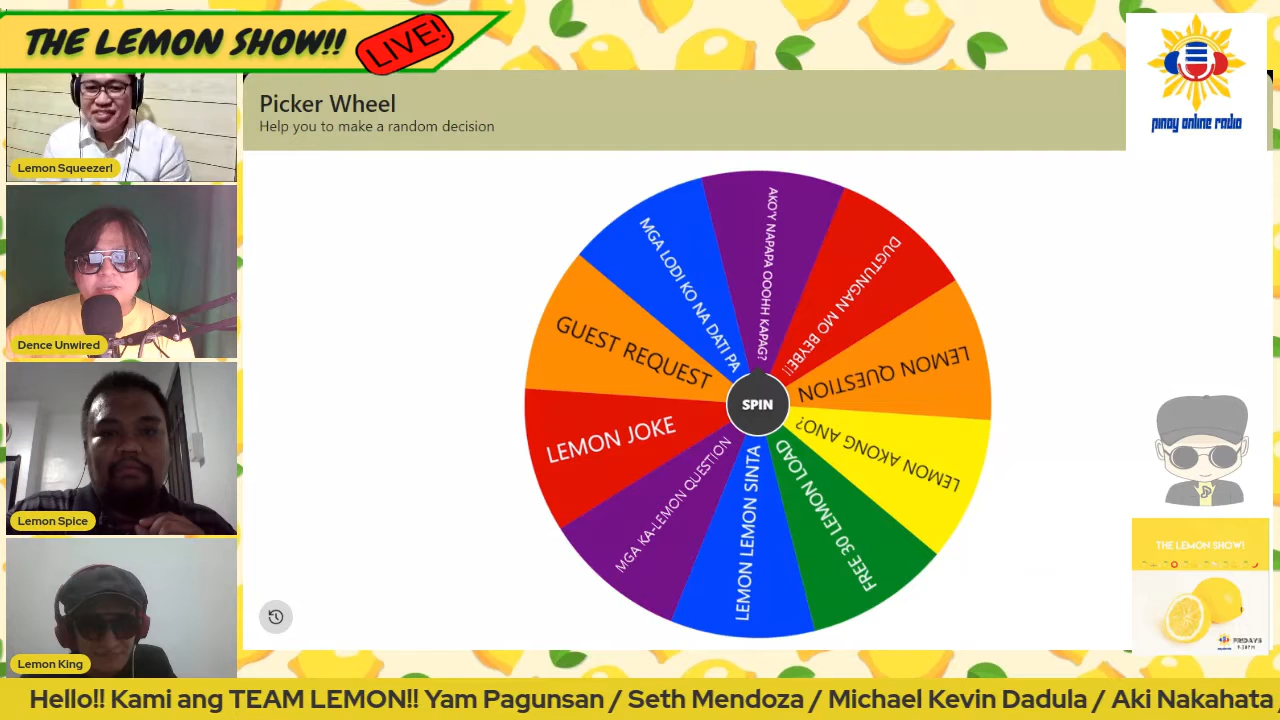 THE LEMON SHOW!! LIVE!
pinoy online radio
Picker Wheel
Help you to make a random decision
Lemon Squeezer!
Dence Unwired
Lemon Spice
Lemon King
AKO'Y NAPAPA OOOHH KAPAG?
DUGTUNGAN MO BEYBE!!
LEMON QUESTION
LEMON AKONG ANO?
FREE 30 LEMON LOAD
LEMON LEMON SINTA
MGA KA-LEMON QUESTION
LEMON JOKE
GUEST REQUEST
MGA LODI KO NA DATI PA
SPIN
THE LEMON SHOW!
FRIDAYS
Hello!! Kami ang TEAM LEMON!! Yam Pagunsan / Seth Mendoza / Michael Kevin Dadula / Aki Nakahata /